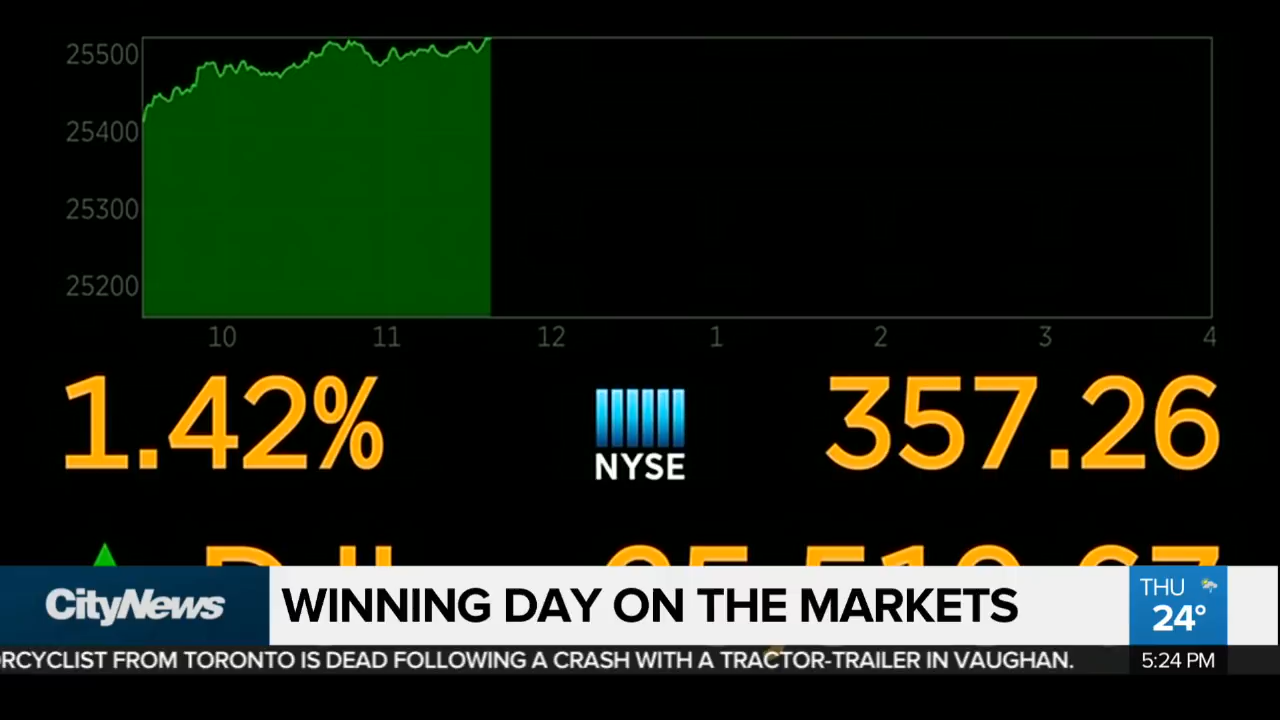 25500
25400
25300
25200
10 11 12 1 2 3 4
1.42% NYSE 357.26
CityNews WINNING DAY ON THE MARKETS THU 24°
FROM TORONTO IS DEAD FOLLOWING A CRASH WITH A TRACTOR-TRAILER IN VAUGHAN. 5:24 PM